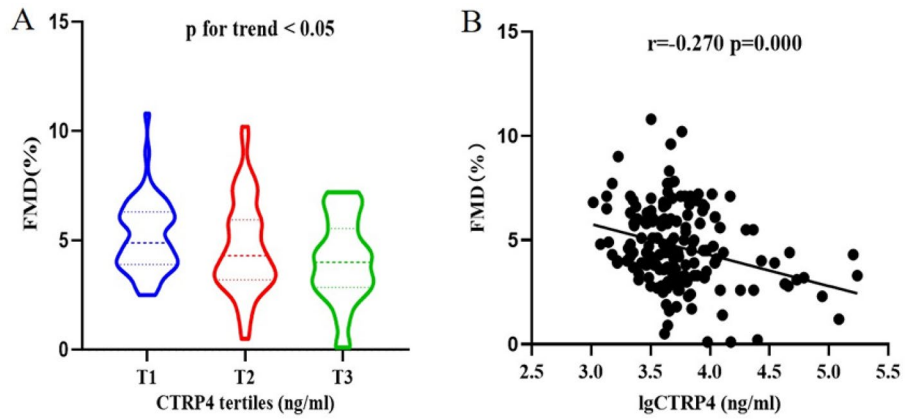 A
p for trend < 0.05
15
10
5
0
FMD(%)
T1 T2 T3
CTRP4 tertiles (ng/ml)
B
r=-0.270 p=0.000
15
10
5
0
FMD(%)
2.5 3.0 3.5 4.0 4.5 5.0 5.5
lgCTRP4 (ng/ml)